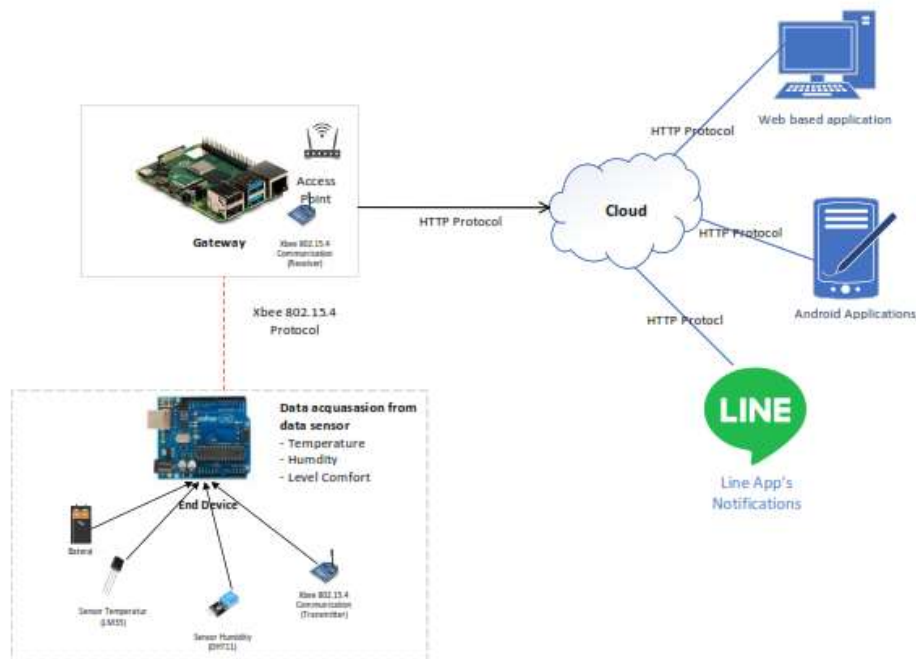 Web based application
HTTP Protocol
Access
Point
Gateway
Xbee 802.15.4
Communication
(Receiver)
HTTP Protocol
Cloud
HTTP Protocol
Android Applications
HTTP Protocl
Xbee 802.15.4
Protocol
LINE
Line App's
Notifications
Data acquasasion from
data sensor
- Temperature
- Humdity
- Level Comfort
End Device
Baterai
Sensor Temperatur
(LM35)
Sensor Humidity
(DHT11)
Xbee 802.15.4
Communication
(Transmitter)